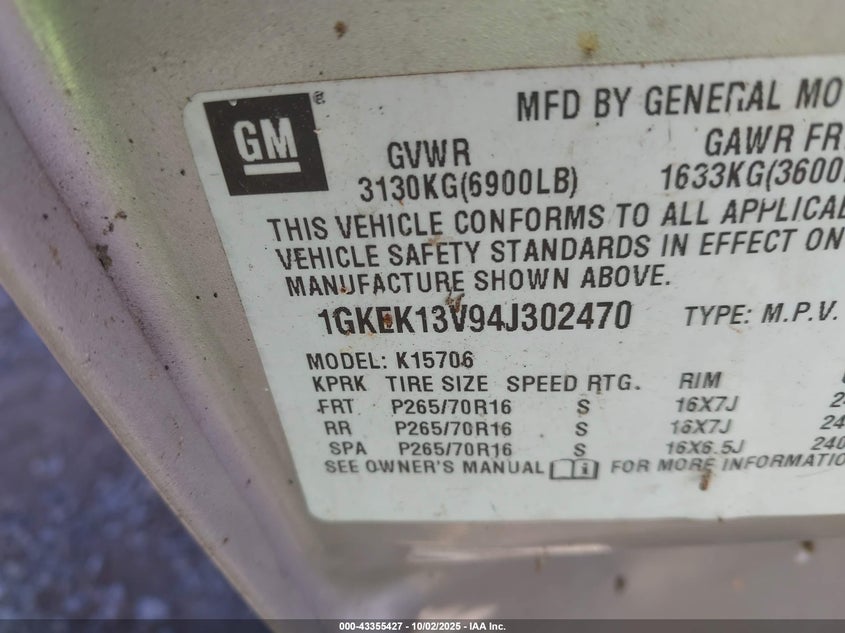 GM®
MFD BY GENERAL MO
GVWR GAWR FR
3130KG(6900LB) 1633KG(3600
THIS VEHICLE CONFORMS TO ALL APPLICAB
VEHICLE SAFETY STANDARDS IN EFFECT ON
MANUFACTURE SHOWN ABOVE.
1GKEK13V94J302470 TYPE: M.P.V.
MODEL: K15706
KPRK TIRE SIZE SPEED RTG. RIM
FRT P265/70R16 S 16X7J 24
RR P265/70R16 S 16X7J 24
SPA P265/70R16 S 16X6.5J 240
SEE OWNER'S MANUAL i FOR MORE INFORMATIO
000-43355427 - 10/02/2025 - IAA Inc.